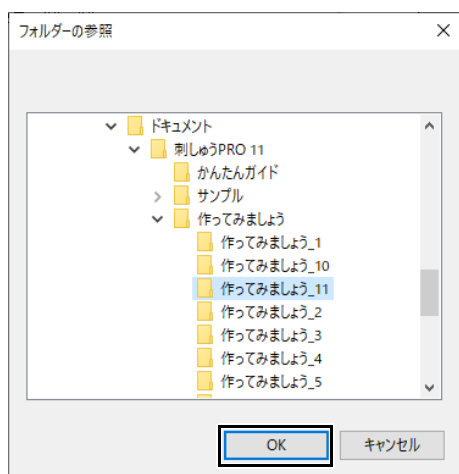 フォルダーの参照
ドキュメント
刺しゅうPRO 11
かんたんガイド
サンプル
作ってみましょう
作ってみましょう_1
作ってみましょう_10
作ってみましょう_11
作ってみましょう_2
作ってみましょう_3
作ってみましょう_4
作ってみましょう_5
OK キャンセル